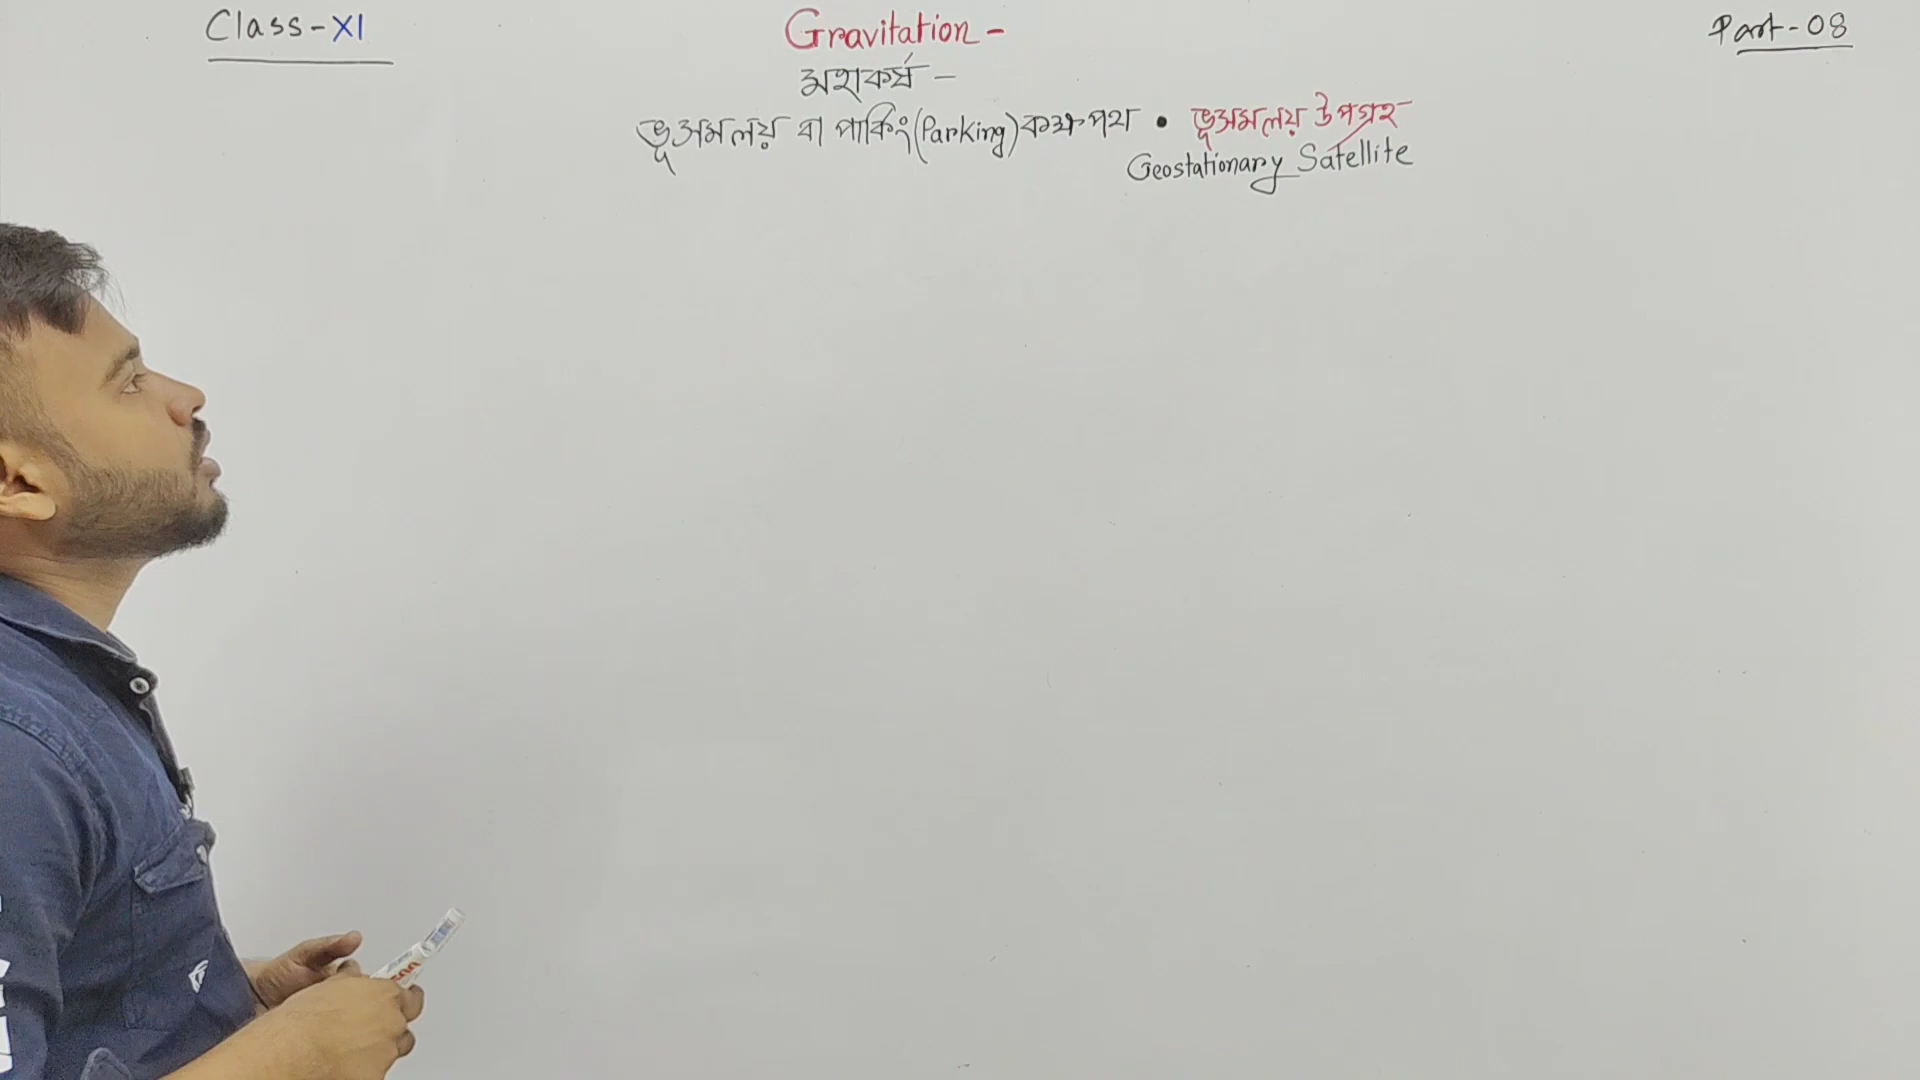 Class-XI
Gravitation-
Part-08
মহাকর্ষ-
ভূসমলয় বা পার্কিং(Parking)কক্ষপথ • ভূসমলয় উপগ্রহ
Geostationary Satellite